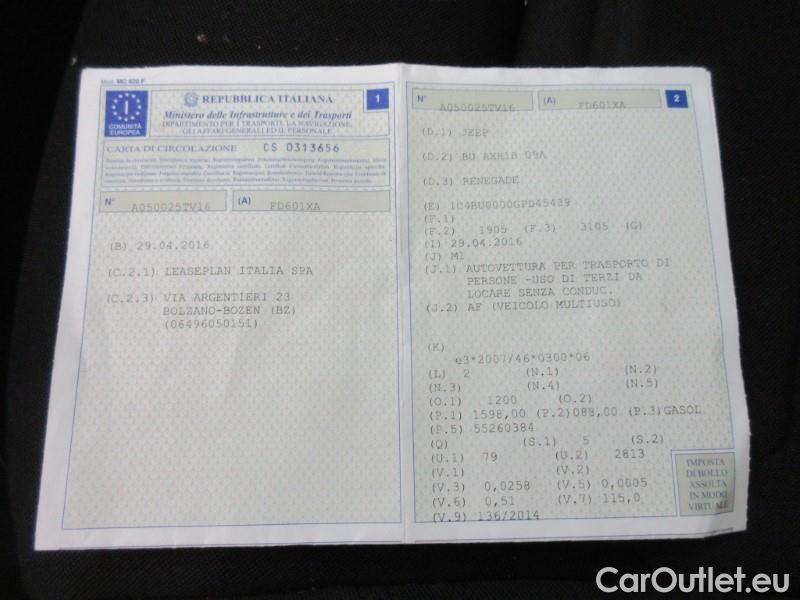 Mod. MC 820 F
COMUNITÀ
EUROPEA
REPUBBLICA ITALIANA
1
Ministero delle Infrastrutture e dei Trasporti
DIPARTIMENTO PER I TRASPORTI, LA NAVIGAZIONE,
GLI AFFARI GENERALI ED IL PERSONALE
CARTA DI CIRCOLAZIONE CS 0313656
N° A050025TV16 (A) FD601XA
(B) 29.04.2016
(C.2.1) LEASEPLAN ITALIA SPA
(C.2.3) VIA ARGENTIERI 23
BOLZANO-BOZEN (BZ)
(06496050151)
N° A050025TV16 (A) FD601XA 2
(D.1) JEEP
(D.2) BU AXR1B 09A
(D.3) RENEGADE
(E) 1C4BU0000GPD45439
(F.1)
(F.2) 1905 (F.3) 3105 (G)
(I) 29.04.2016
(J) M1
(J.1) AUTOVETTURA PER TRASPORTO DI
PERSONE -USO DI TERZI DA
LOCARE SENZA CONDUC.
(J.2) AF (VEICOLO MULTIUSO)
(K)
e3*2007/46*0300*06
(L) 2 (N.1) (N.2)
(N.3) (N.4) (N.5)
(O.1) 1200 (O.2)
(P.1) 1598,00 (P.2)088,00 (P.3)GASOL
(P.5) 55260384
(Q) (S.1) 5 (S.2)
(U.1) 79 (U.2) 2813
(V.1) (V.2)
(V.3) 0,0258 (V.5) 0,0005
(V.6) 0,51 (V.7) 115,0
(V.9) 136/2014
IMPOSTA
DI BOLLO
ASSOLTA
IN MODO
VIRTUALE
CarOutlet.eu